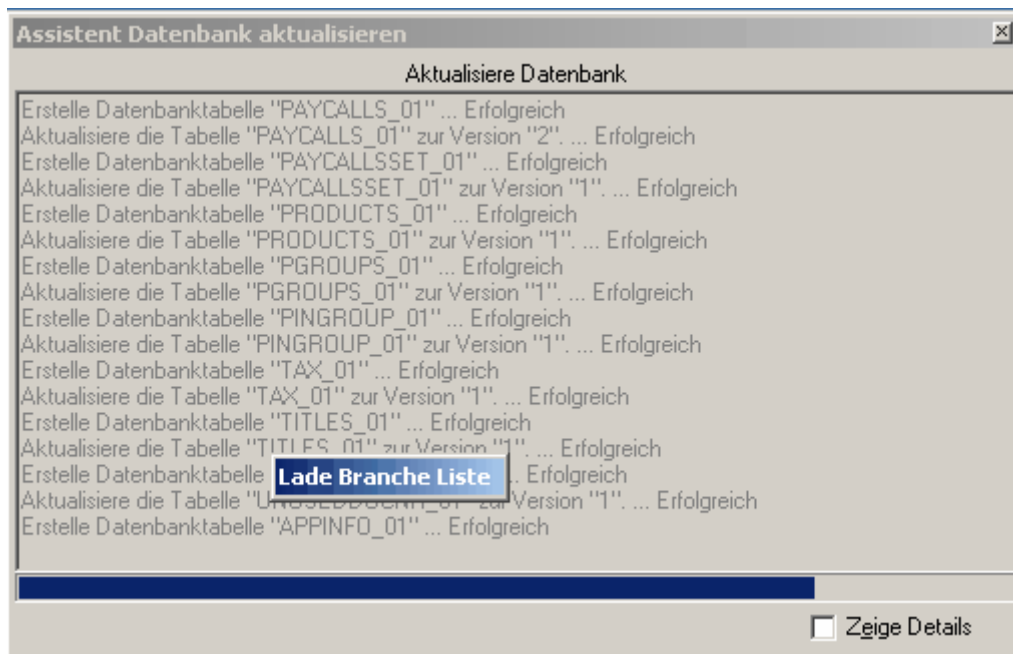 Assistent Datenbank aktualisieren
Aktualisiere Datenbank
Erstelle Datenbanktabelle "PAYCALLS_01" ... Erfolgreich
Aktualisiere die Tabelle "PAYCALLS_01" zur Version "2". ... Erfolgreich
Erstelle Datenbanktabelle "PAYCALLSSET_01" ... Erfolgreich
Aktualisiere die Tabelle "PAYCALLSSET_01" zur Version "1". ... Erfolgreich
Erstelle Datenbanktabelle "PRODUCTS_01" ... Erfolgreich
Aktualisiere die Tabelle "PRODUCTS_01" zur Version "1". ... Erfolgreich
Erstelle Datenbanktabelle "PGROUPS_01" ... Erfolgreich
Aktualisiere die Tabelle "PGROUPS_01" zur Version "1". ... Erfolgreich
Erstelle Datenbanktabelle "PINGROUP_01" ... Erfolgreich
Aktualisiere die Tabelle "PINGROUP_01" zur Version "1". ... Erfolgreich
Erstelle Datenbanktabelle "TAX_01" ... Erfolgreich
Aktualisiere die Tabelle "TAX_01" zur Version "1". ... Erfolgreich
Erstelle Datenbanktabelle "TITLES_01" ... Erfolgreich
Aktualisiere die Tabelle "TITLES_01" zur Version "1". ... Erfolgreich
Erstelle Datenbanktabelle .. Erfolgreich
Lade Branche Liste
Aktualisiere die Tabelle zur Version "1". ... Erfolgreich
Erstelle Datenbanktabelle "APPINFO_01" ... Erfolgreich
Zeige Details